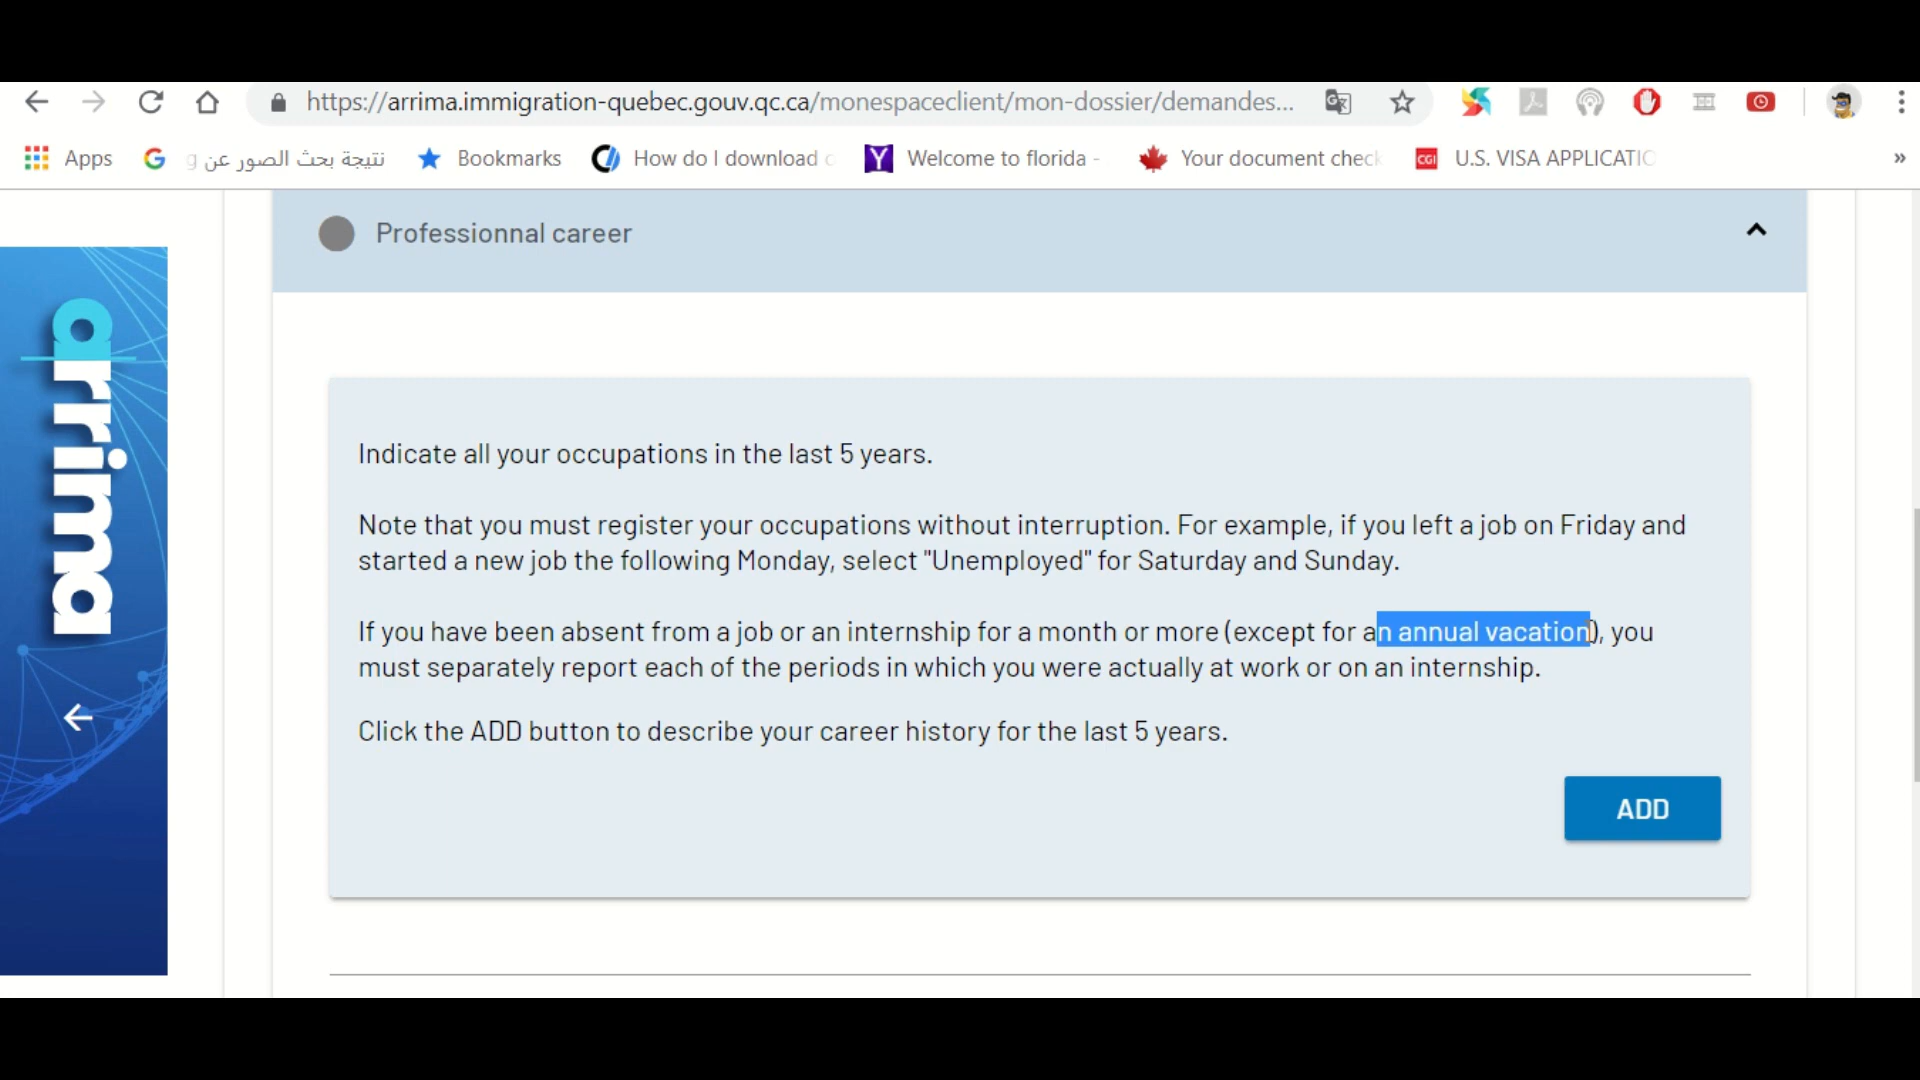 https://arrima.immigration-quebec.gouv.qc.ca/monespaceclient/mon-dossier/demandes...
Apps
نتيجة بحث الصور عن g
Bookmarks
How do I download
Welcome to florida -
Your document check
U.S. VISA APPLICATIO
»
Professionnal career
arrima
Indicate all your occupations in the last 5 years.
Note that you must register your occupations without interruption. For example, if you left a job on Friday and
started a new job the following Monday, select "Unemployed" for Saturday and Sunday.
If you have been absent from a job or an internship for a month or more (except for an annual vacation), you
must separately report each of the periods in which you were actually at work or on an internship.
Click the ADD button to describe your career history for the last 5 years.
ADD